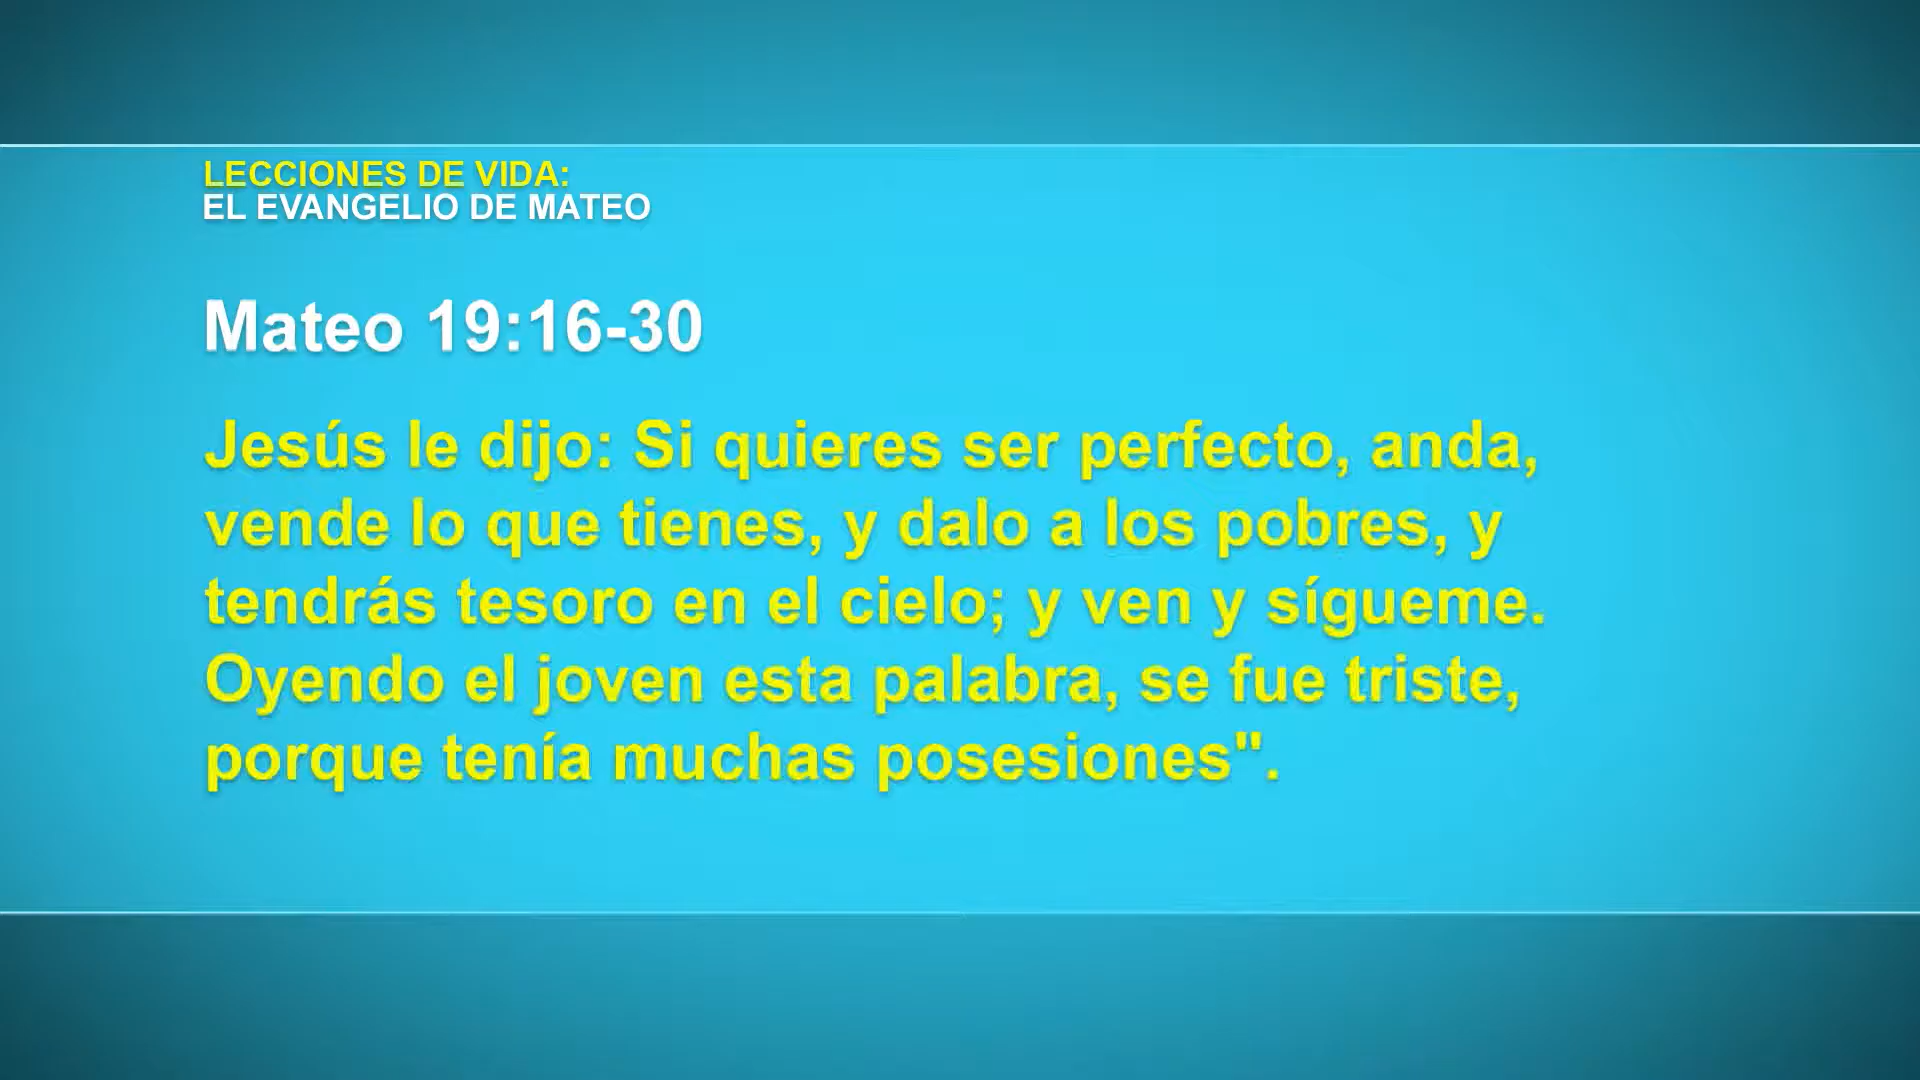 LECCIONES DE VIDA:
EL EVANGELIO DE MATEO
Mateo 19:16-30
Jesús le dijo: Si quieres ser perfecto, anda,
vende lo que tienes, y dalo a los pobres, y
tendrás tesoro en el cielo; y ven y sígueme.
Oyendo el joven esta palabra, se fue triste,
porque tenía muchas posesiones".